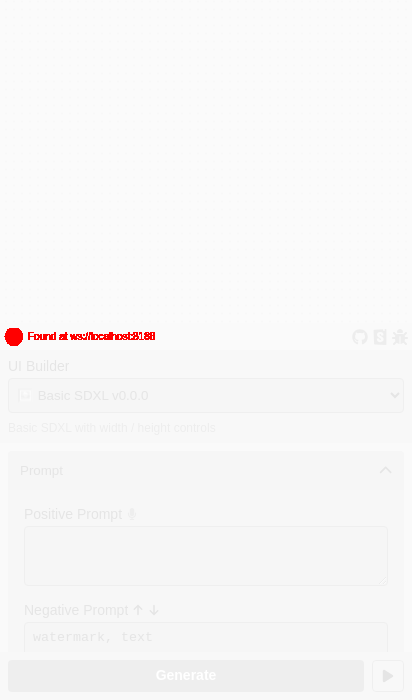 Found at ws://localhost:8188
UI Builder
Basic SDXL v0.0.0
Basic SDXL with width / height controls
Prompt
Positive Prompt
Negative Prompt
watermark, text
Generate